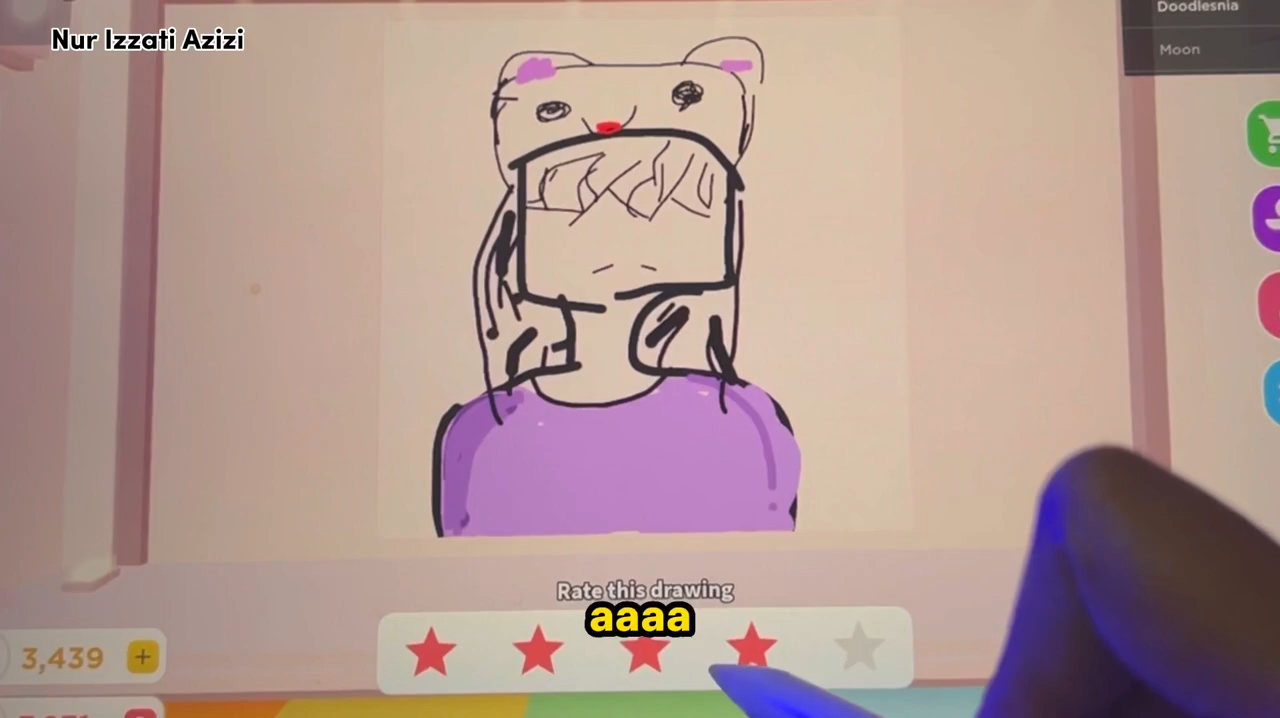 Nur Izzati Azizi
Doodlesnia
Moon
Rate this drawing
aaaa
3,439
+